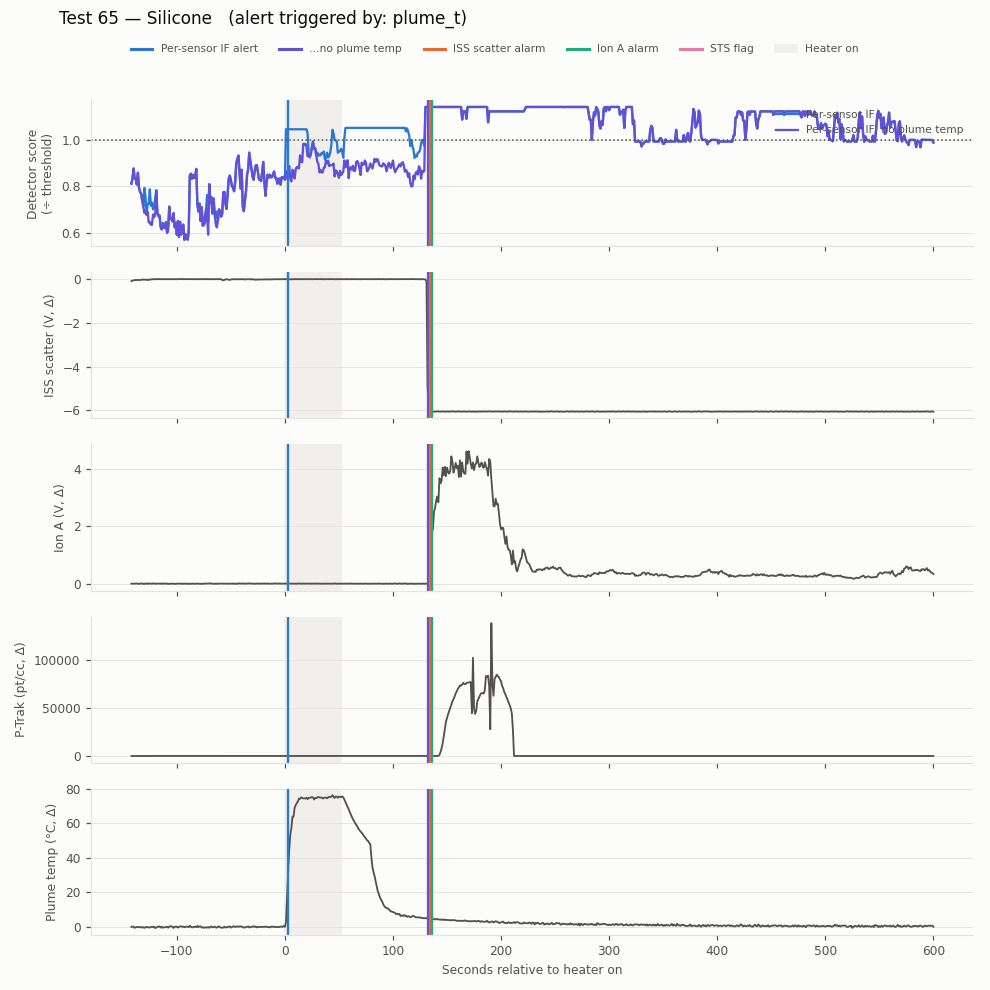 Test 65 — Silicone   (alert triggered by: plume_t)
Per-sensor IF alert
...no plume temp
ISS scatter alarm
Ion A alarm
STS flag
Heater on
Detector score
(÷ threshold)
1.0
0.8
0.6
Per-sensor IF
Per-sensor IF, no plume temp
ISS scatter (V, Δ)
0
−2
−4
−6
Ion A (V, Δ)
4
2
0
P-Trak (pt/cc, Δ)
100000
50000
0
Plume temp (°C, Δ)
80
60
40
20
0
−100
0
100
200
300
400
500
600
Seconds relative to heater on